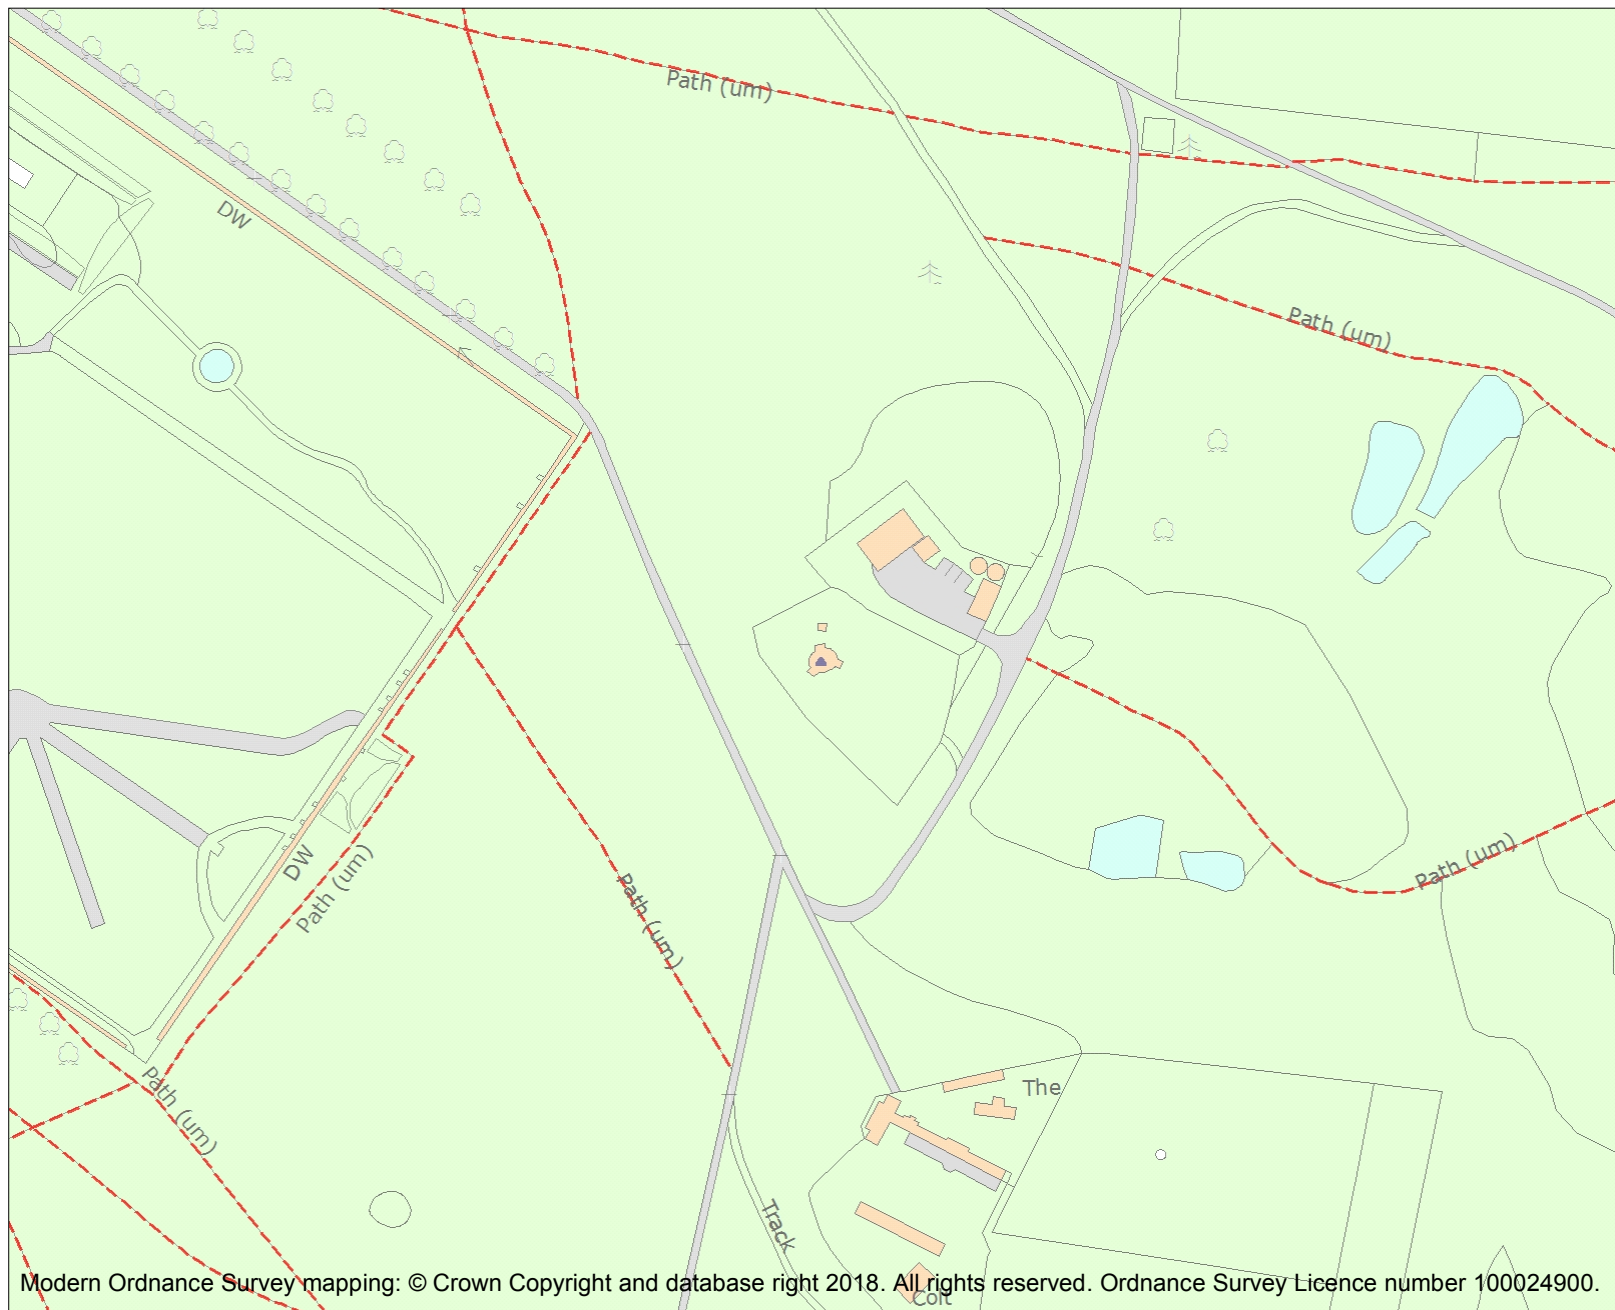 Path (um)
DW
Path (um)
DW
Path (um)
Path (um)
Path (um)
Path (um)
The
Track
Colt
Modern Ordnance Survey mapping: © Crown Copyright and database right 2018. All rights reserved. Ordnance Survey Licence number 100024900.